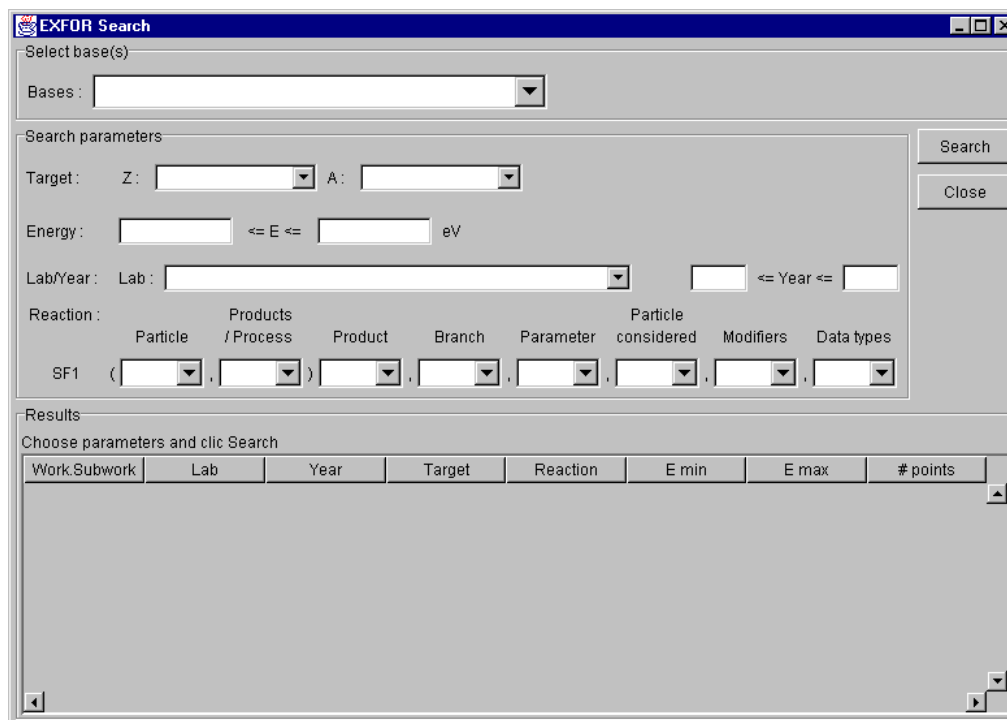 EXFOR Search
Select base(s)
Bases :
Search parameters
Search
Target : Z : A :
Close
Energy : <= E <= eV
Lab/Year : Lab : <= Year <=
Reaction : Products Particle
Particle / Process Product Branch Parameter considered Modifiers Data types
SF1 ( , ) , , , , ,
Results
Choose parameters and clic Search
Work.Subwork Lab Year Target Reaction E min E max # points